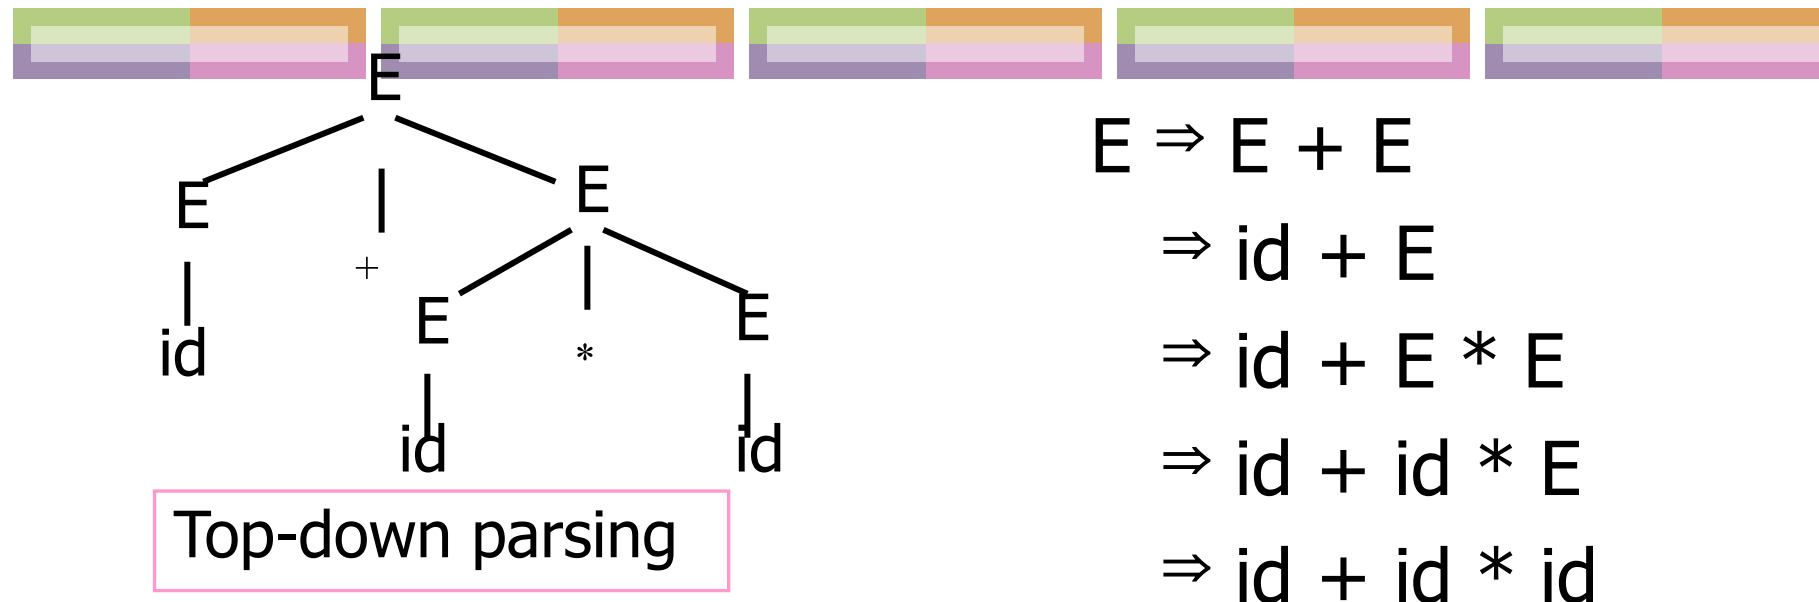 E
E
E
+
E
*
E
id
id
id
Top-down parsing
E ⇒ E + E
⇒ id + E
⇒ id + E * E
⇒ id + id * E
⇒ id + id * id